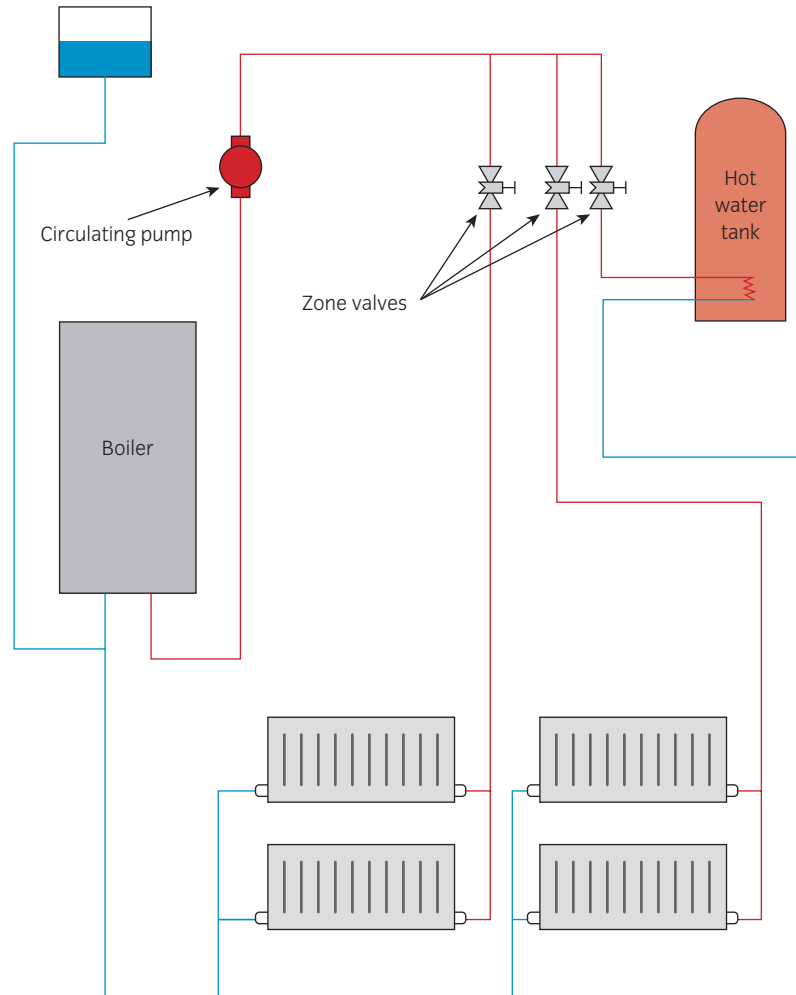 Hot
water
tank
Circulating pump
Zone valves
Boiler